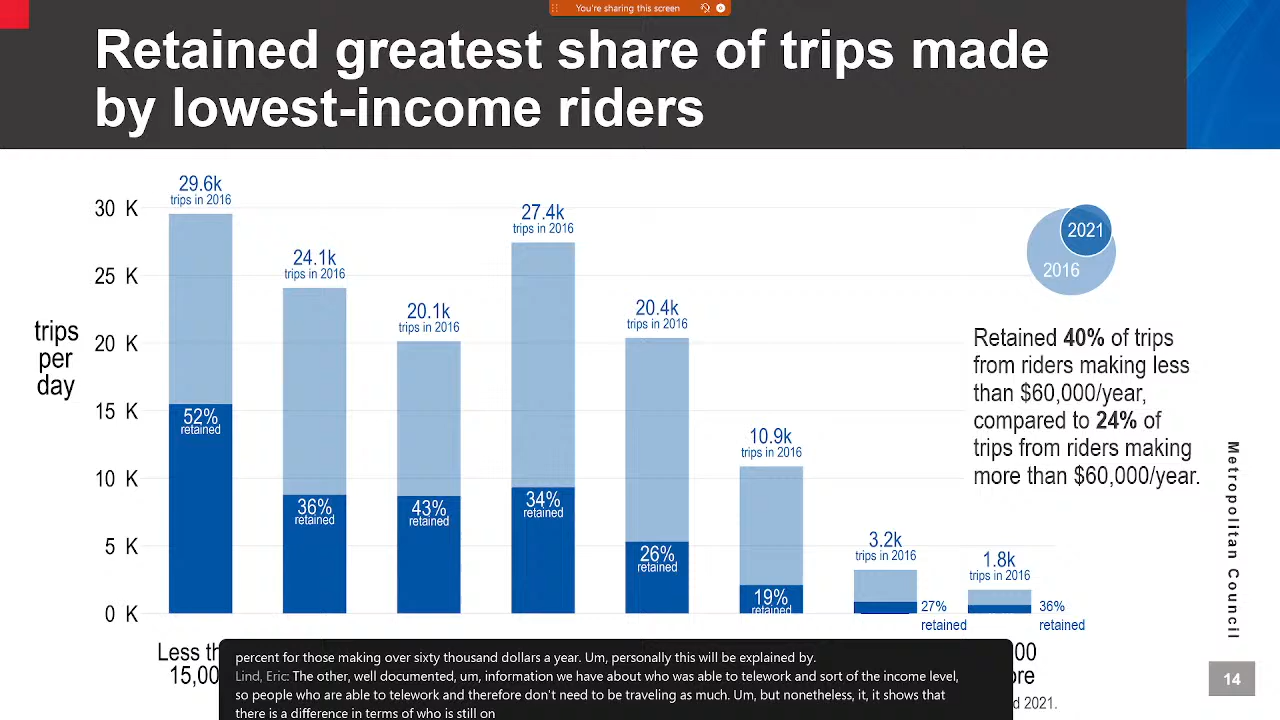 You're sharing this screen
Retained greatest share of trips made
by lowest-income riders
29.6k
trips in 2016
24.1k
trips in 2016
20.1k
trips in 2016
27.4k
trips in 2016
20.4k
trips in 2016
10.9k
trips in 2016
3.2k
trips in 2016
1.8k
trips in 2016
30 K
25 K
20 K
15 K
10 K
5 K
0 K
trips
per
day
52%
retained
36%
retained
43%
retained
34%
retained
26%
retained
19%
retained
27%
retained
36%
retained
2021
2016
Retained 40% of trips
from riders making less
than $60,000/year,
compared to 24% of
trips from riders making
more than $60,000/year.
Metropolitan Council
Less
percent for those making over sixty thousand dollars a year. Um, personally this will be explained by.
Lind, Eric: The other, well documented, um, information we have about who was able to telework and sort of the income level,
so people who are able to telework and therefore don't need to be traveling as much. Um, but nonetheless, it, it shows that
there is a difference in terms of who is still on
2021.
14